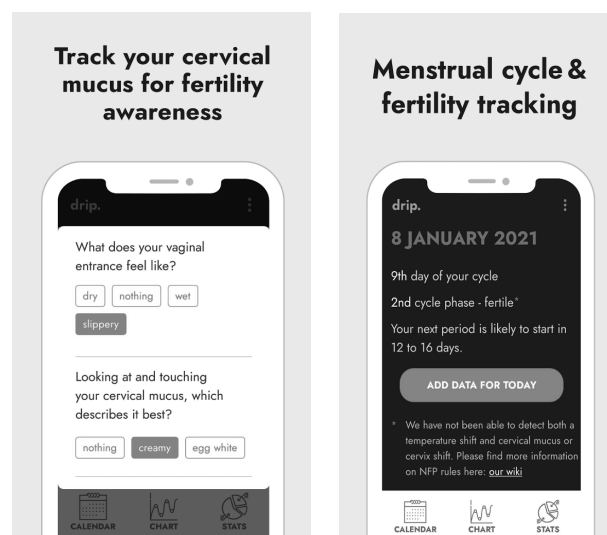 Track your cervical
mucus for fertility
awareness
drip.
What does your vaginal
entrance feel like?
dry nothing wet
slippery
Looking at and touching
your cervical mucus, which
describes it best?
nothing creamy egg white
CALENDAR CHART STATS
Menstrual cycle &
fertility tracking
drip.
8 JANUARY 2021
9th day of your cycle
2nd cycle phase - fertile*
Your next period is likely to start in
12 to 16 days.
ADD DATA FOR TODAY
* We have not been able to detect both a
temperature shift and cervical mucus or
cervix shift. Please find more information
on NFP rules here: our wiki
CALENDAR CHART STATS